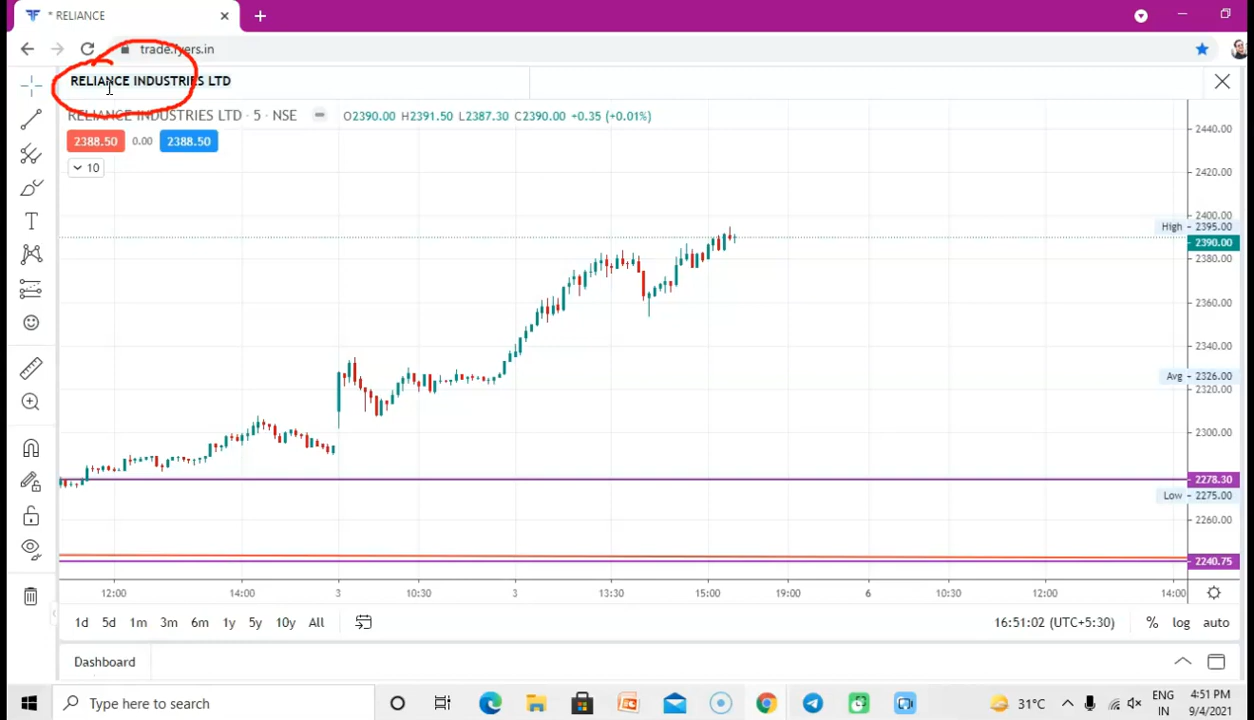 * RELIANCE
trade.fyers.in
RELIANCE INDUSTRIES LTD
RELIANCE INDUSTRIES LTD · 5 · NSE O2390.00 H2391.50 L2387.30 C2390.00 +0.35 (+0.01%)
2388.50 0.00 2388.50
10
2440.00
2420.00
2400.00
High 2395.00
2390.00
2380.00
2360.00
2340.00
Avg 2326.00
2320.00
2300.00
2278.30
Low 2275.00
2260.00
2240.75
12:00 14:00 3 10:30 3 13:30 15:00 19:00 6 10:30 12:00 14:00
1d 5d 1m 3m 6m 1y 5y 10y All 16:51:02 (UTC+5:30) % log auto
Dashboard
Type here to search
31°C
ENG
IN
4:51 PM
9/4/2021